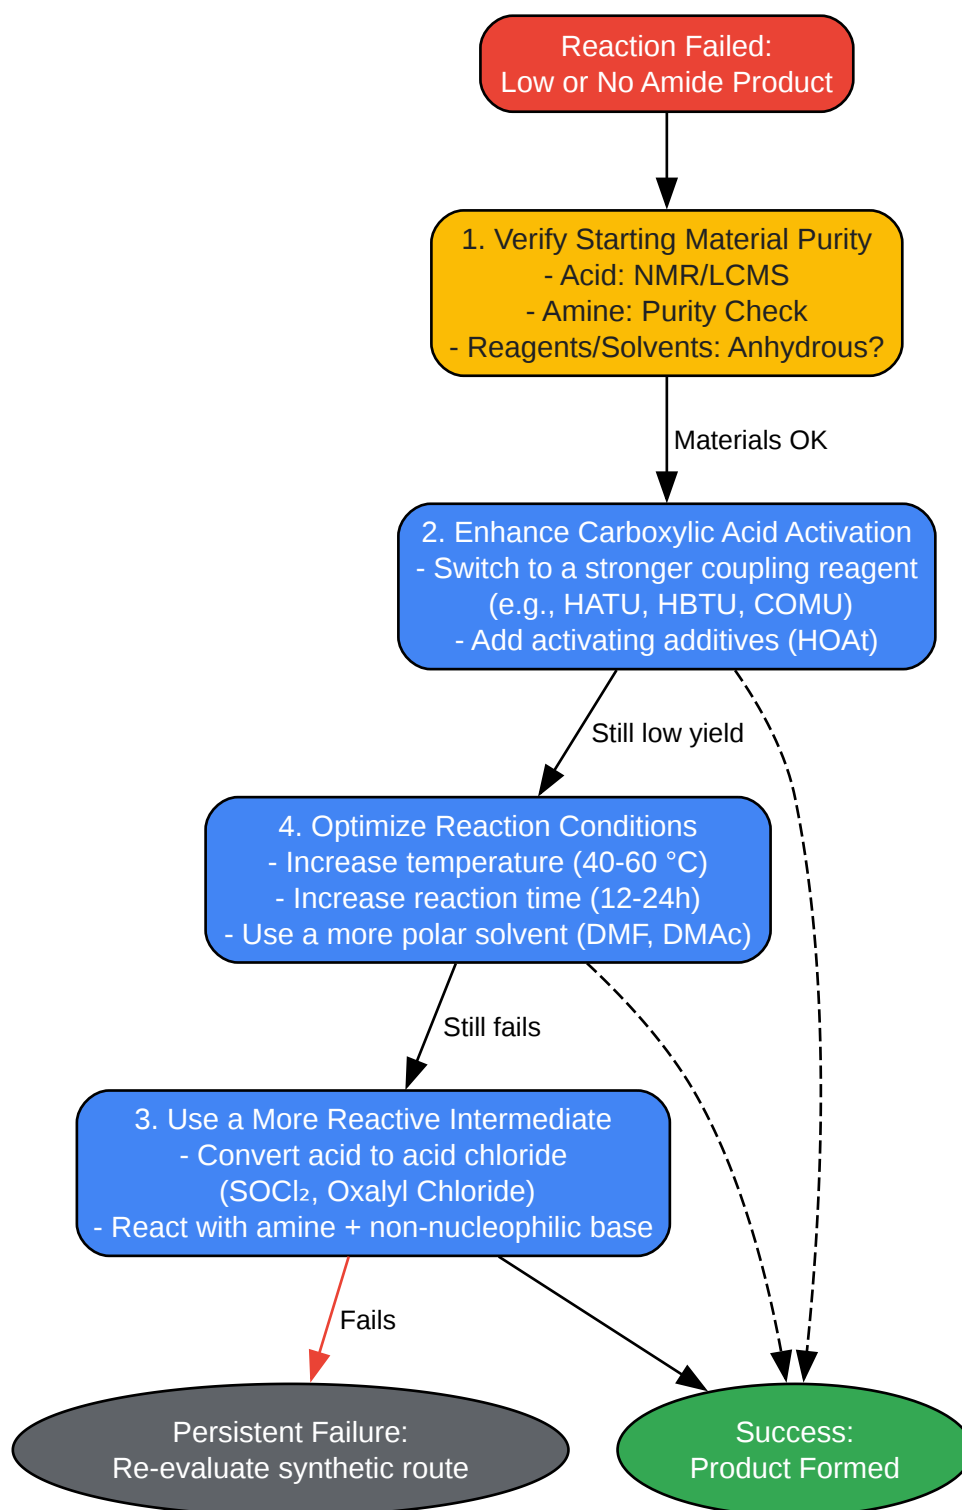 Reaction Failed:
Low or No Amide Product
1. Verify Starting Material Purity
- Acid: NMR/LCMS
- Amine: Purity Check
- Reagents/Solvents: Anhydrous?
Materials OK
2. Enhance Carboxylic Acid Activation
- Switch to a stronger coupling reagent
(e.g., HATU, HBTU, COMU)
- Add activating additives (HOAt)
Still low yield
4. Optimize Reaction Conditions
- Increase temperature (40-60 °C)
- Increase reaction time (12-24h)
- Use a more polar solvent (DMF, DMAc)
Still fails
3. Use a More Reactive Intermediate
- Convert acid to acid chloride
(SOCl₂, Oxalyl Chloride)
- React with amine + non-nucleophilic base
Fails
Persistent Failure:
Re-evaluate synthetic route
Success:
Product Formed